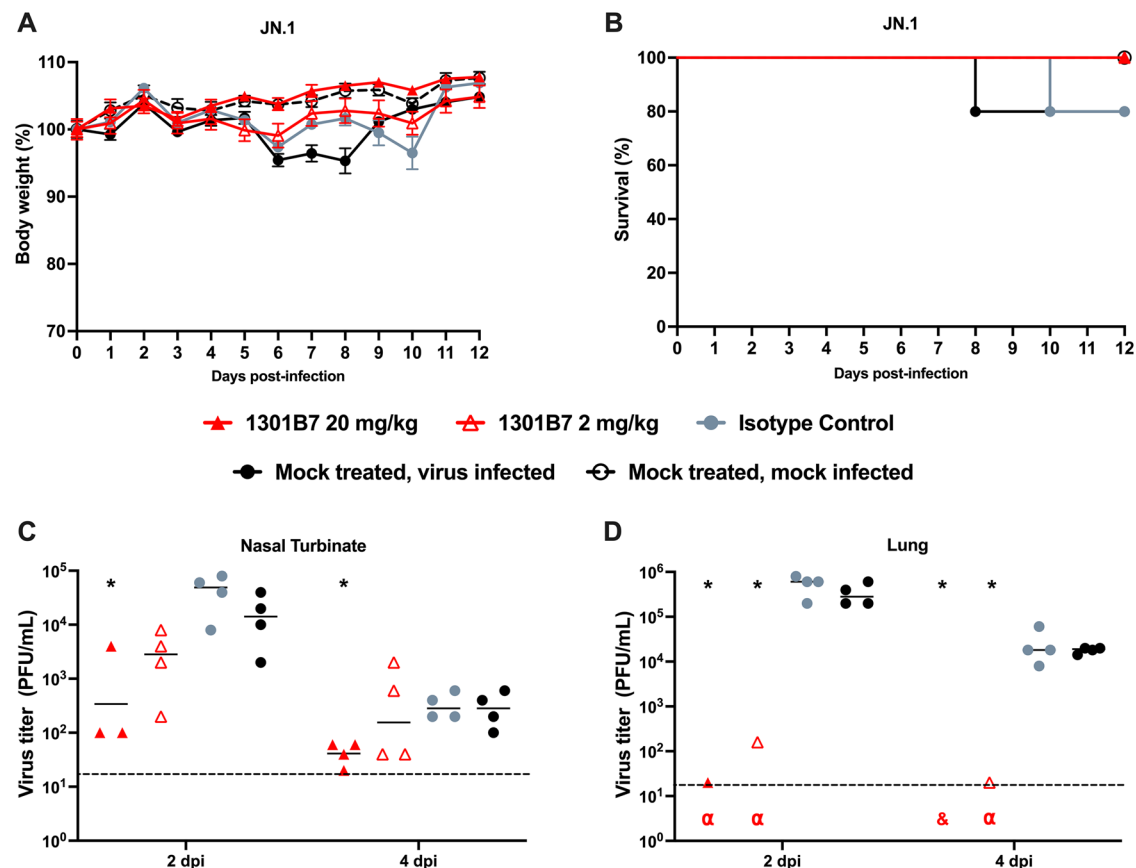 A
JN.1
Body weight (%)
110
100
90
80
70
0 1 2 3 4 5 6 7 8 9 10 11 12
Days post-infection
B
JN.1
Survival (%)
100
80
60
40
20
0
0 1 2 3 4 5 6 7 8 9 10 11 12
Days post-infection
1301B7 20 mg/kg
1301B7 2 mg/kg
Isotype Control
Mock treated, virus infected
Mock treated, mock infected
C
Nasal Turbinate
Virus titer (PFU/mL)
10⁵
10⁴
10³
10²
10¹
10⁰
* *
2 dpi 4 dpi
D
Lung
Virus titer (PFU/mL)
10⁶
10⁵
10⁴
10³
10²
10¹
10⁰
* * * *
&
2 dpi 4 dpi